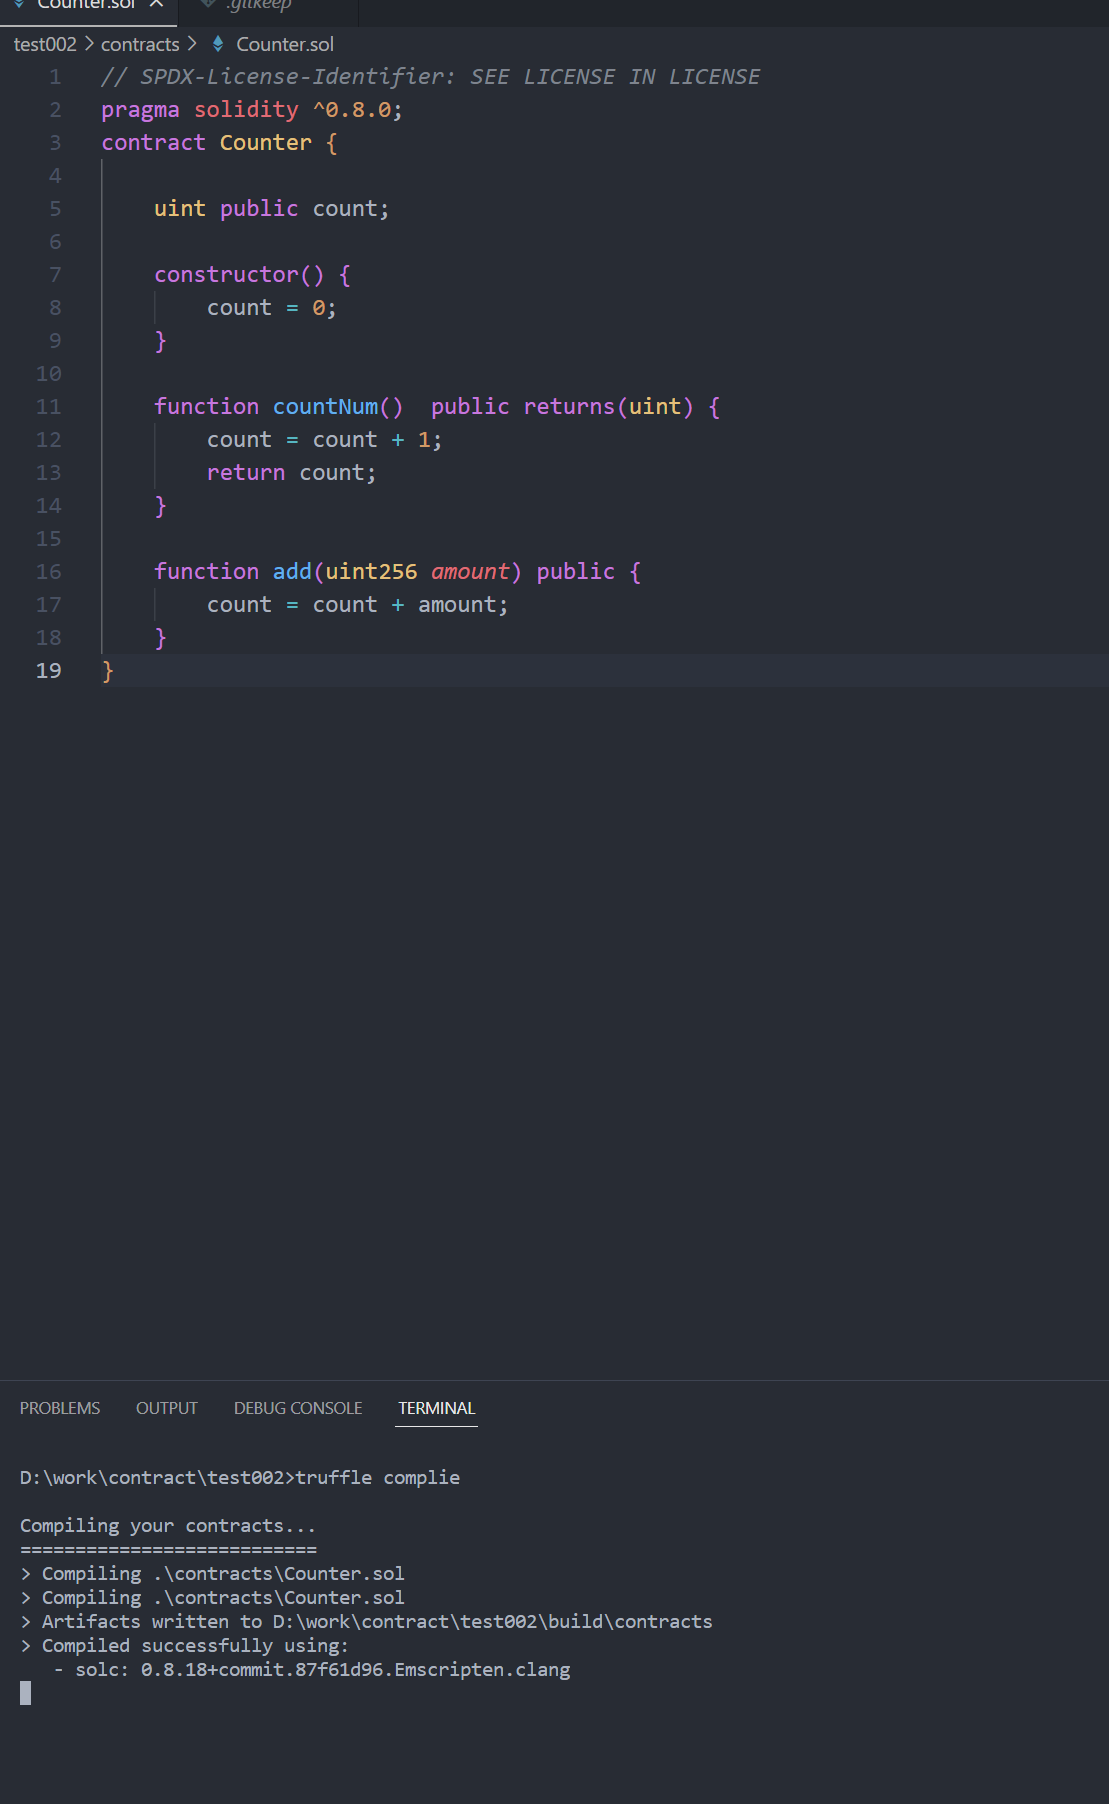 Counter.sol .gitkeep
test002 > contracts > Counter.sol
1 // SPDX-License-Identifier: SEE LICENSE IN LICENSE
2 pragma solidity ^0.8.0;
3 contract Counter {
4
5 uint public count;
6
7 constructor() {
8 count = 0;
9 }
10
11 function countNum()  public returns(uint) {
12 count = count + 1;
13 return count;
14 }
15
16 function add(uint256 amount) public {
17 count = count + amount;
18 }
19 }
PROBLEMS OUTPUT DEBUG CONSOLE TERMINAL
D:\work\contract\test002>truffle complie
Compiling your contracts...
===========================
> Compiling .\contracts\Counter.sol
> Compiling .\contracts\Counter.sol
> Artifacts written to D:\work\contract\test002\build\contracts
> Compiled successfully using:
- solc: 0.8.18+commit.87f61d96.Emscripten.clang